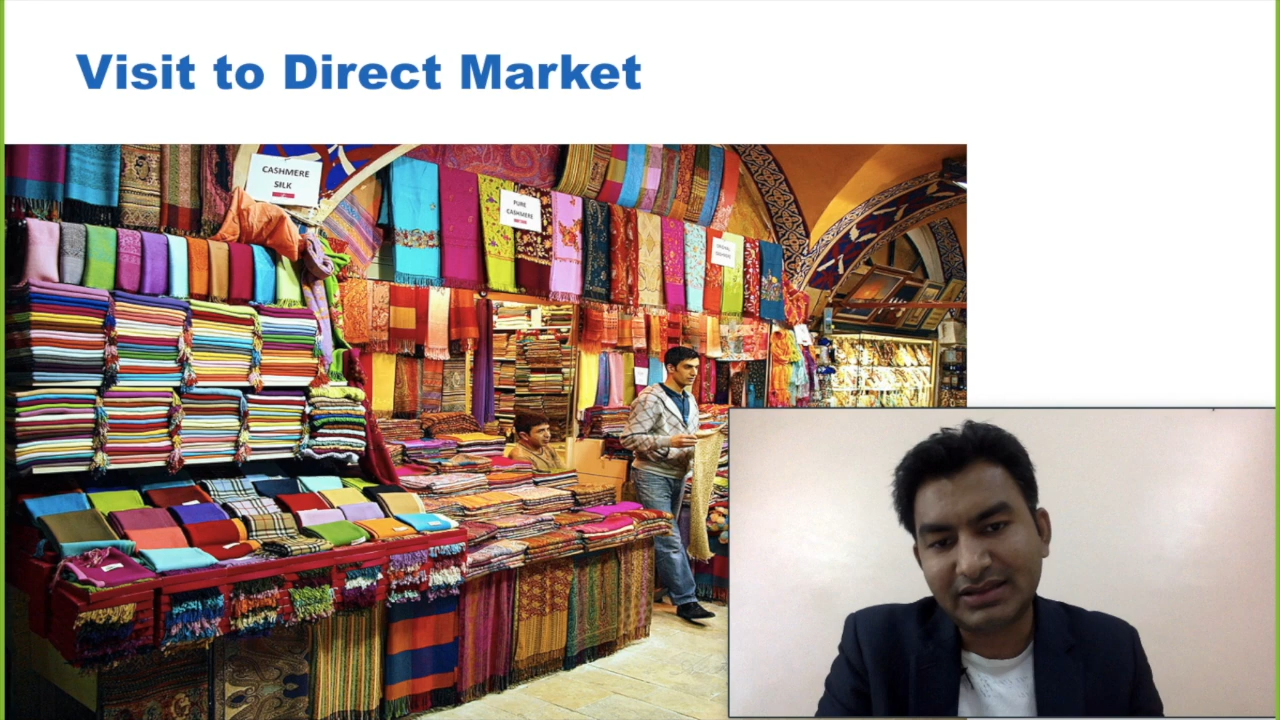 Visit to Direct Market
CASHMERE
SILK
PURE
CASHMERE